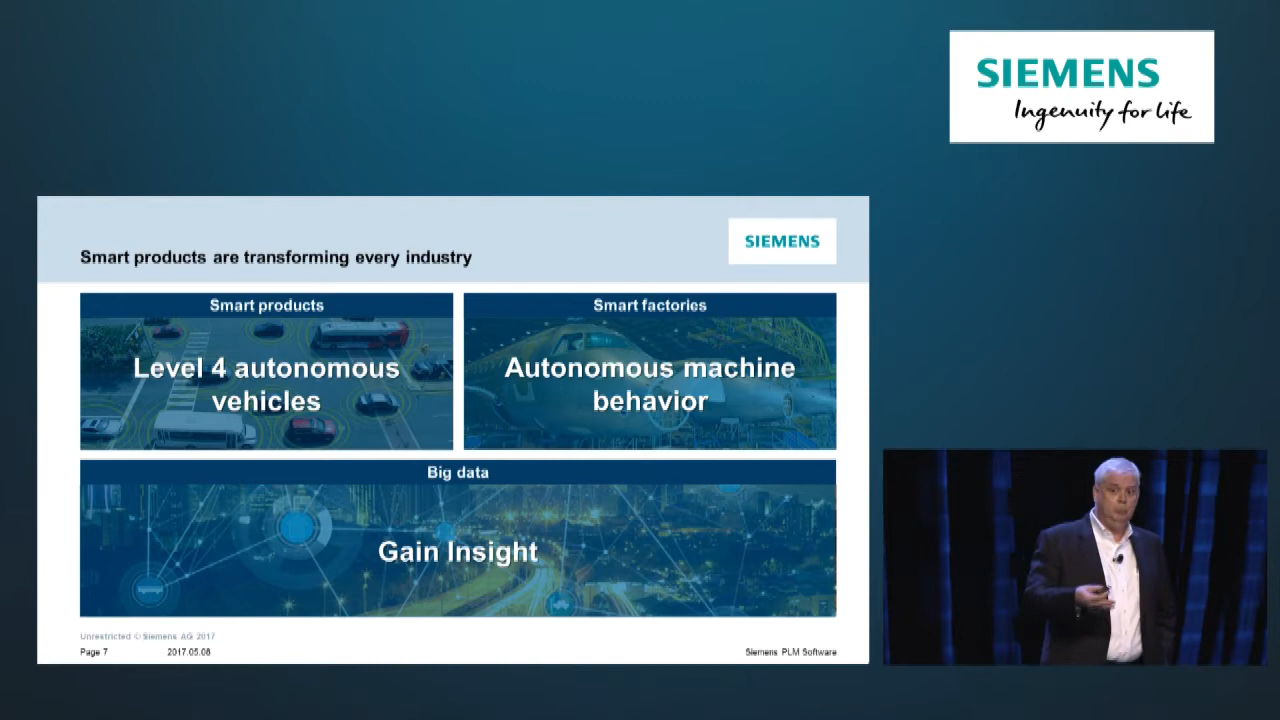 SIEMENS
Ingenuity for life
Smart products are transforming every industry
SIEMENS
Smart products
Level 4 autonomous
vehicles
Smart factories
Autonomous machine
behavior
Big data
Gain Insight
Unrestricted © Siemens AG 2017
Page 7
2017.05.08
Siemens PLM Software